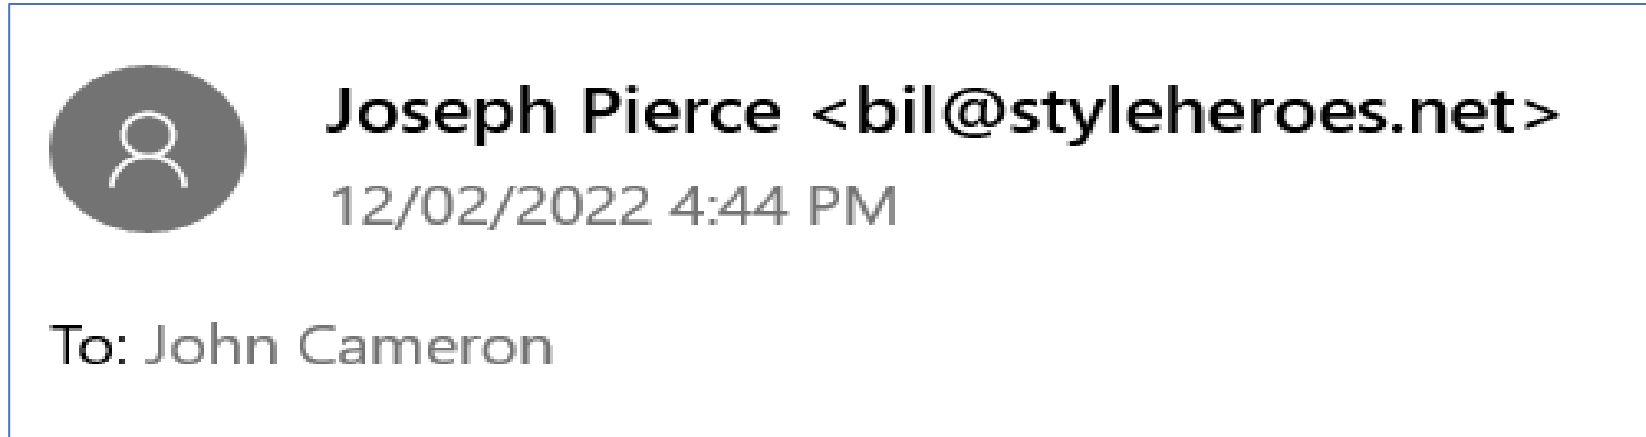 Joseph Pierce <bil@styleheroes.net>
12/02/2022 4:44 PM
To: John Cameron